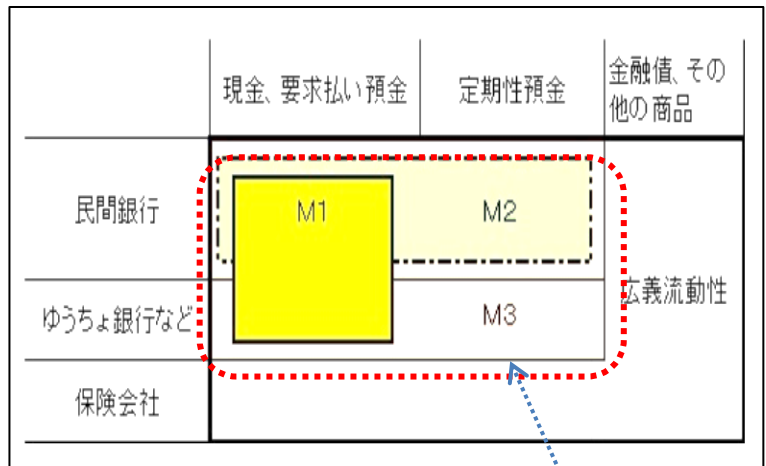 現金、要求払い預金
定期性預金
金融債、その
他の商品
民間銀行
M1
M2
広義流動性
ゆうちょ銀行など
M3
保険会社